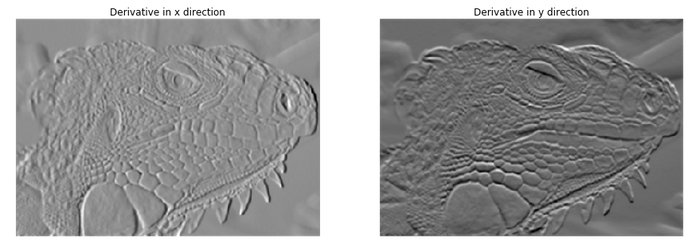 Derivative in x direction
Derivative in y direction